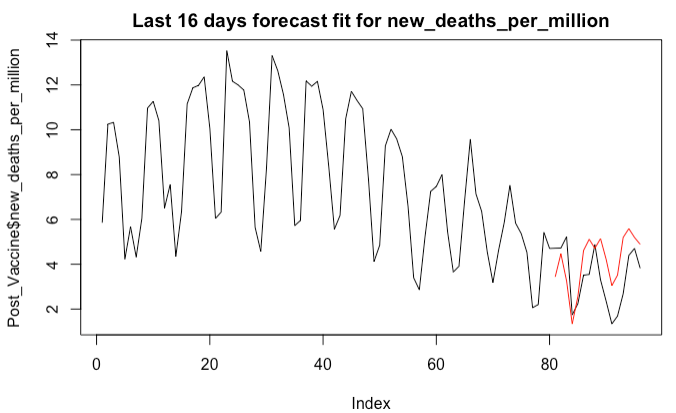 Last 16 days forecast fit for new_deaths_per_million
Post_Vaccine$new_deaths_per_million
14
12
10
8
6
4
2
0 20 40 60 80
Index